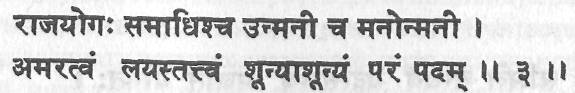 राजयोगः समाधिश्च उन्मनी च मनोन्मनी ।
अमरत्वं लयस्तत्त्वं शून्याशून्यं परं पदम् ।। ३ ।।